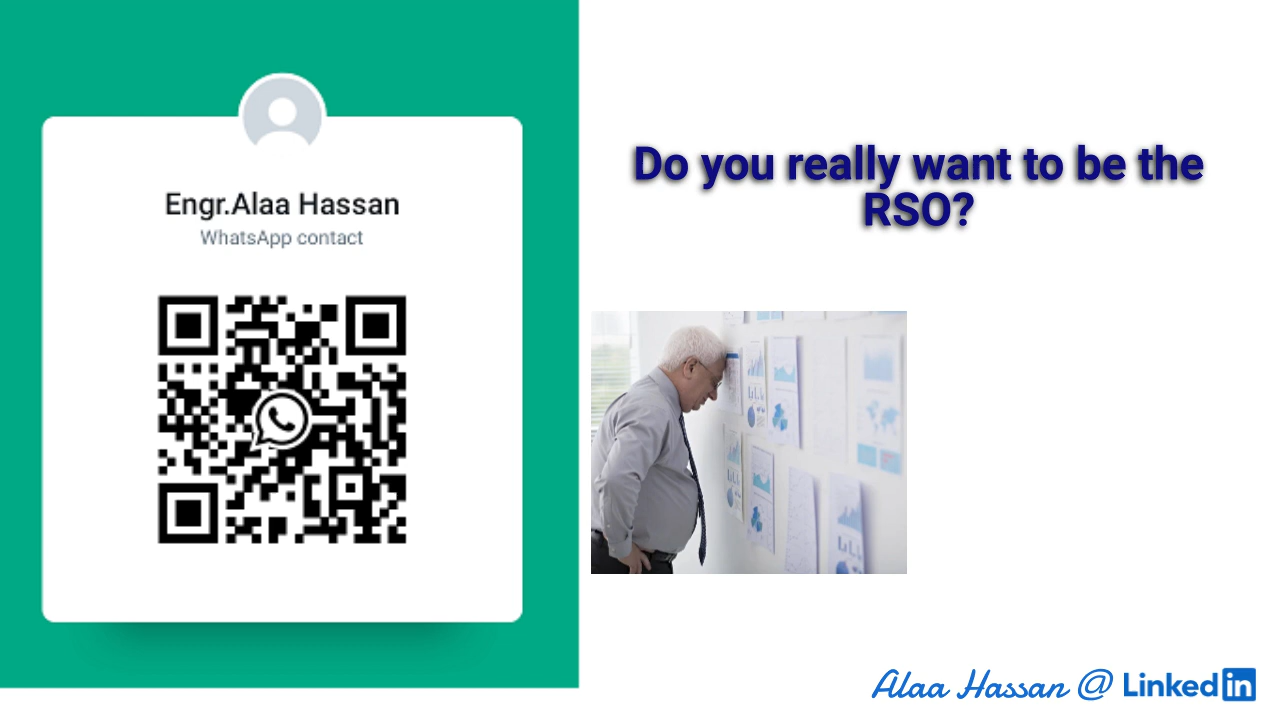 Engr.Alaa Hassan
WhatsApp contact
Do you really want to be the
RSO?
Alaa Hassan @ Linkedin